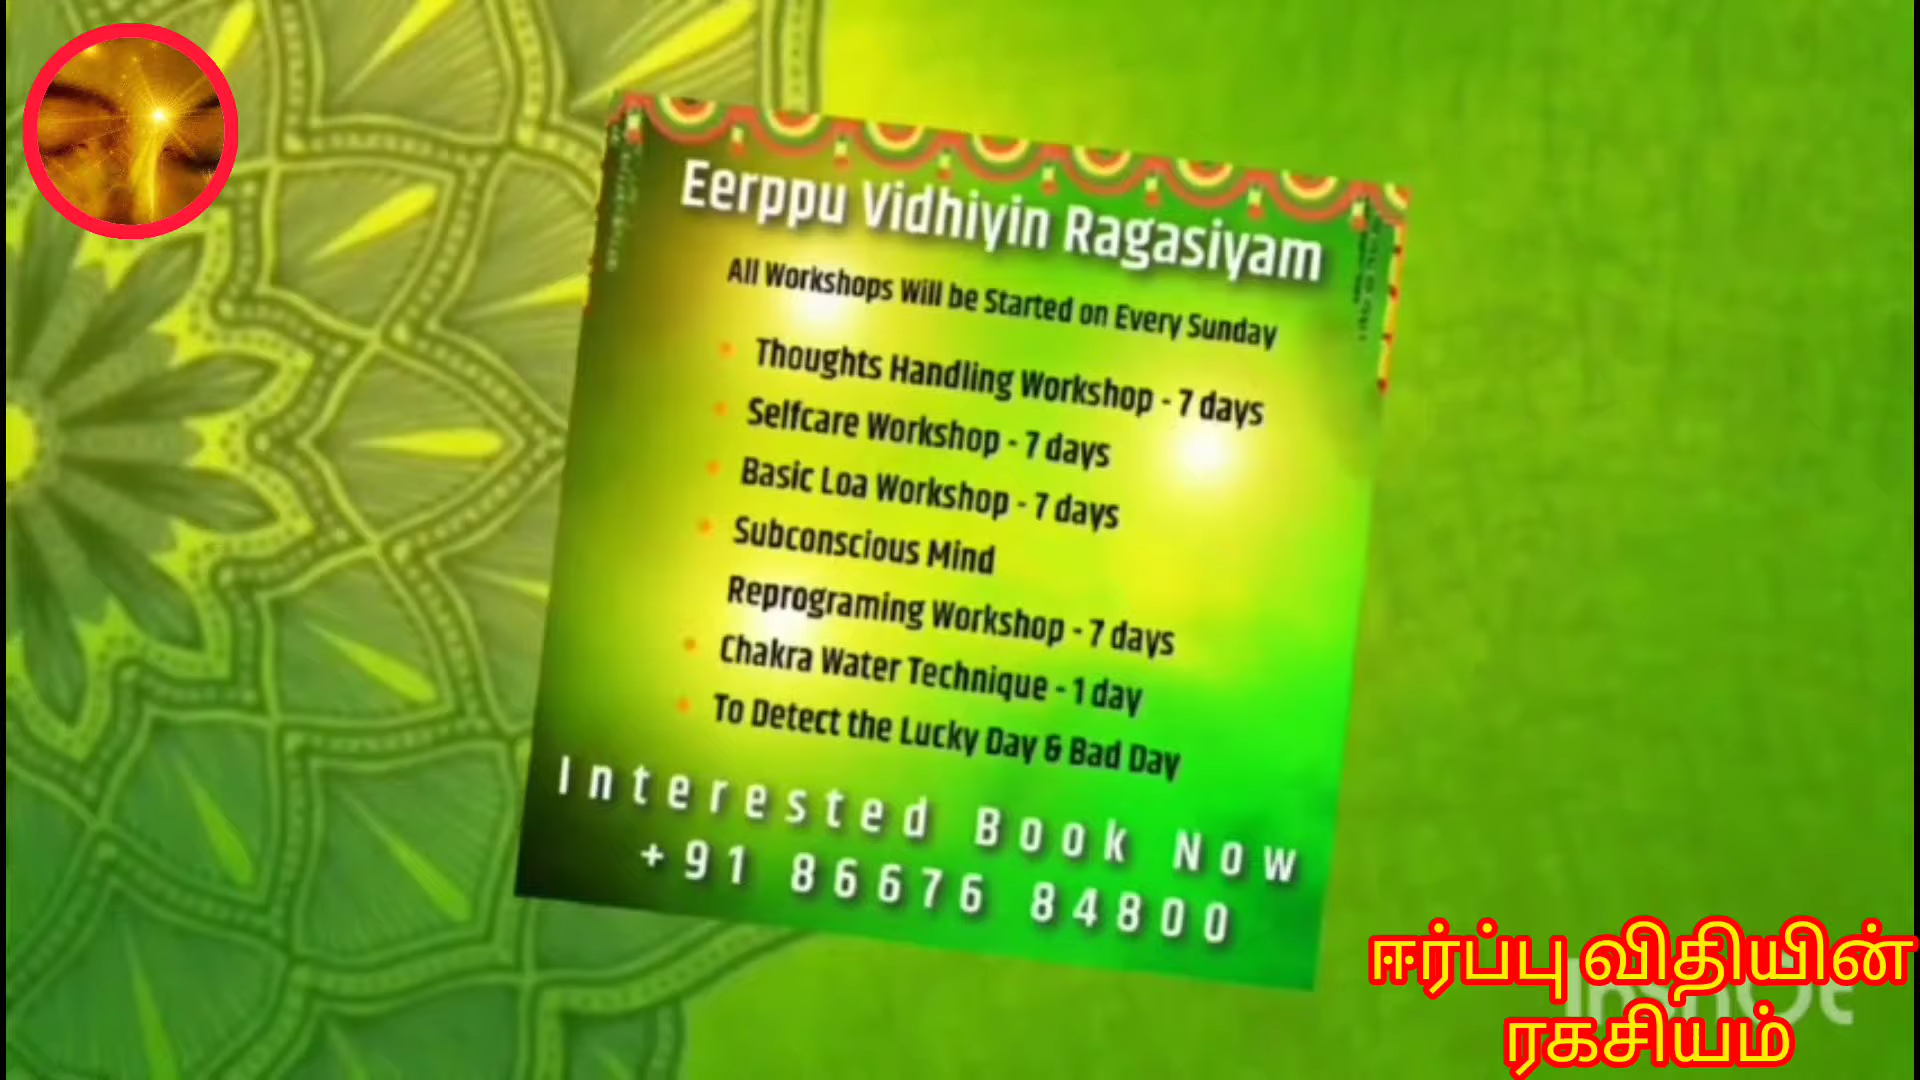 Eerppu Vidhiyin Ragasiyam
All Workshops Will be Started on Every Sunday
Thoughts Handling Workshop - 7 days
Selfcare Workshop - 7 days
Basic Loa Workshop - 7 days
Subconscious Mind
Reprograming Workshop - 7 days
Chakra Water Technique - 1 day
To Detect the Lucky Day & Bad Day
Interested Book Now
+91 86676 84800
ஈர்ப்பு விதியின்
ரகசியம்